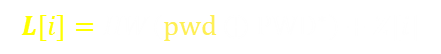 L[i] = pwd